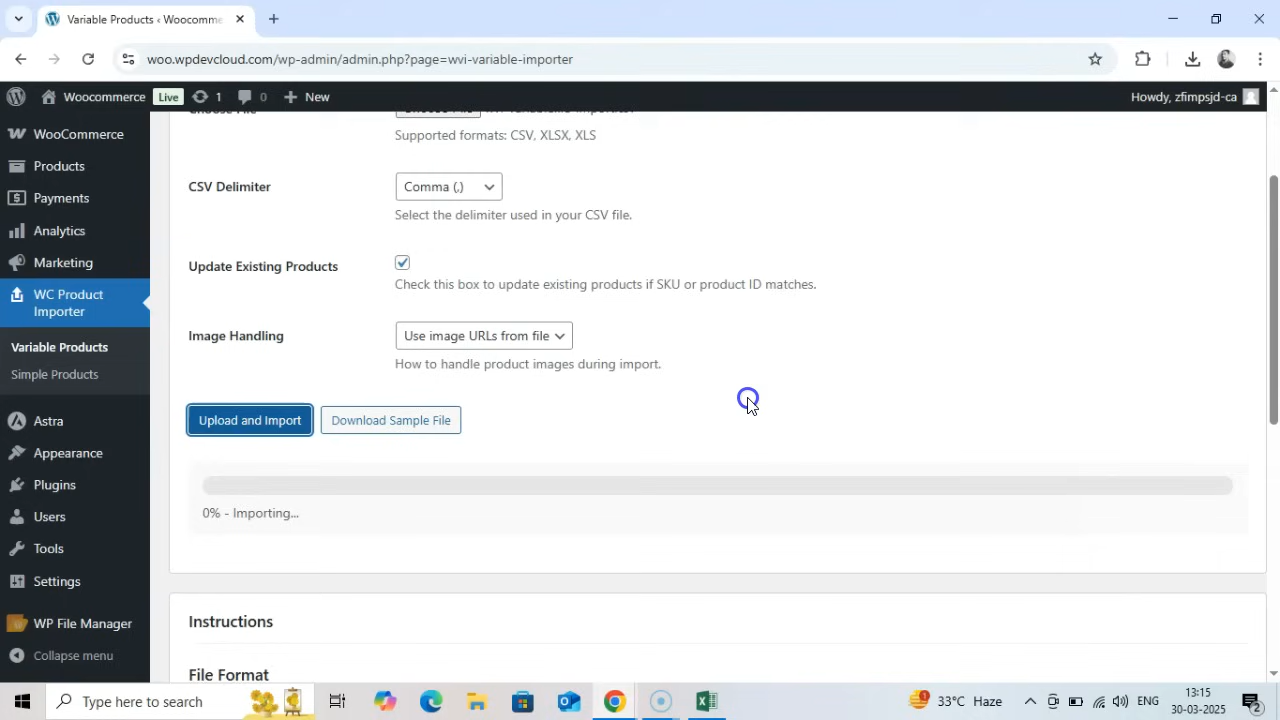 Variable Products ‹ Woocomme
woo.wpdevcloud.com/wp-admin/admin.php?page=wvi-variable-importer
Woocommerce Live 1 0 New Howdy, zfimpsjd-ca
WooCommerce
Products
Payments
Analytics
Marketing
WC Product
Importer
Variable Products
Simple Products
Astra
Appearance
Plugins
Users
Tools
Settings
WP File Manager
Collapse menu
Supported formats: CSV, XLSX, XLS
CSV Delimiter
Comma (,)
Select the delimiter used in your CSV file.
Update Existing Products
Check this box to update existing products if SKU or product ID matches.
Image Handling
Use image URLs from file
How to handle product images during import.
Upload and Import
Download Sample File
0% - Importing...
Instructions
File Format
Type here to search
1
33°C Haze
ENG
13:15
30-03-2025
2